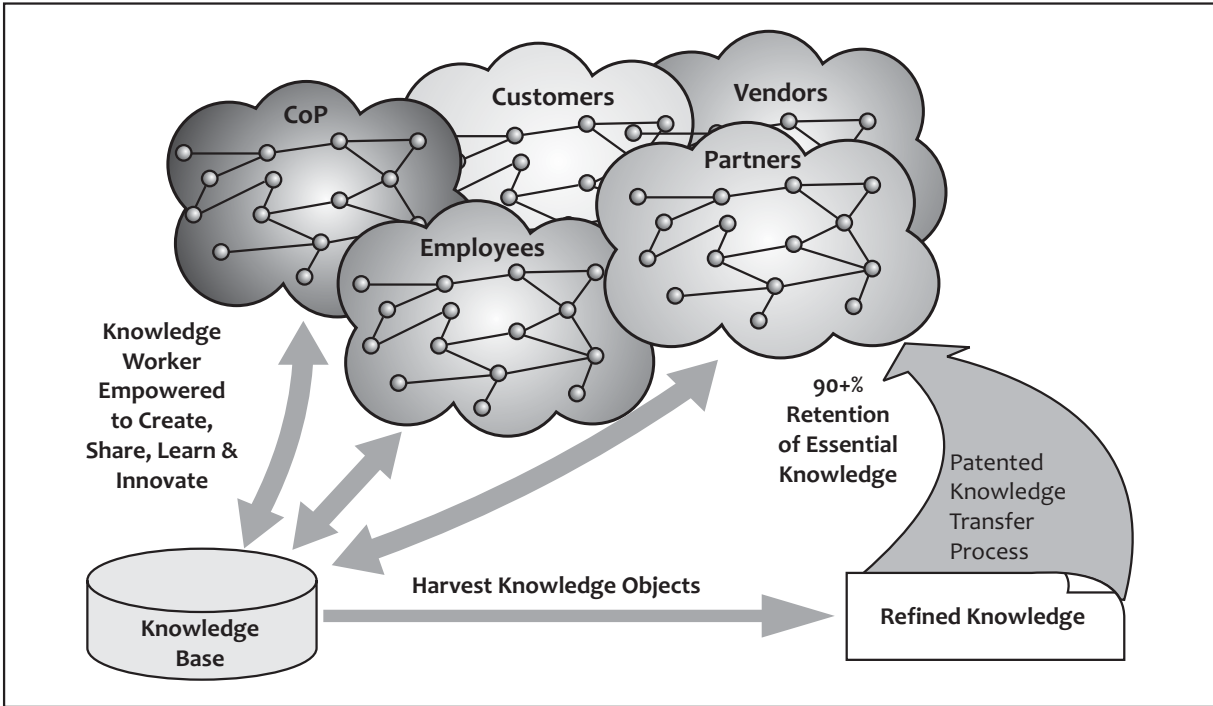 CoP
Customers
Vendors
Partners
Employees
Knowledge
Worker
Empowered
to Create,
Share, Learn &
Innovate
90+%
Retention
of Essential
Knowledge
Patented
Knowledge
Transfer
Process
Harvest Knowledge Objects
Knowledge
Base
Refined Knowledge